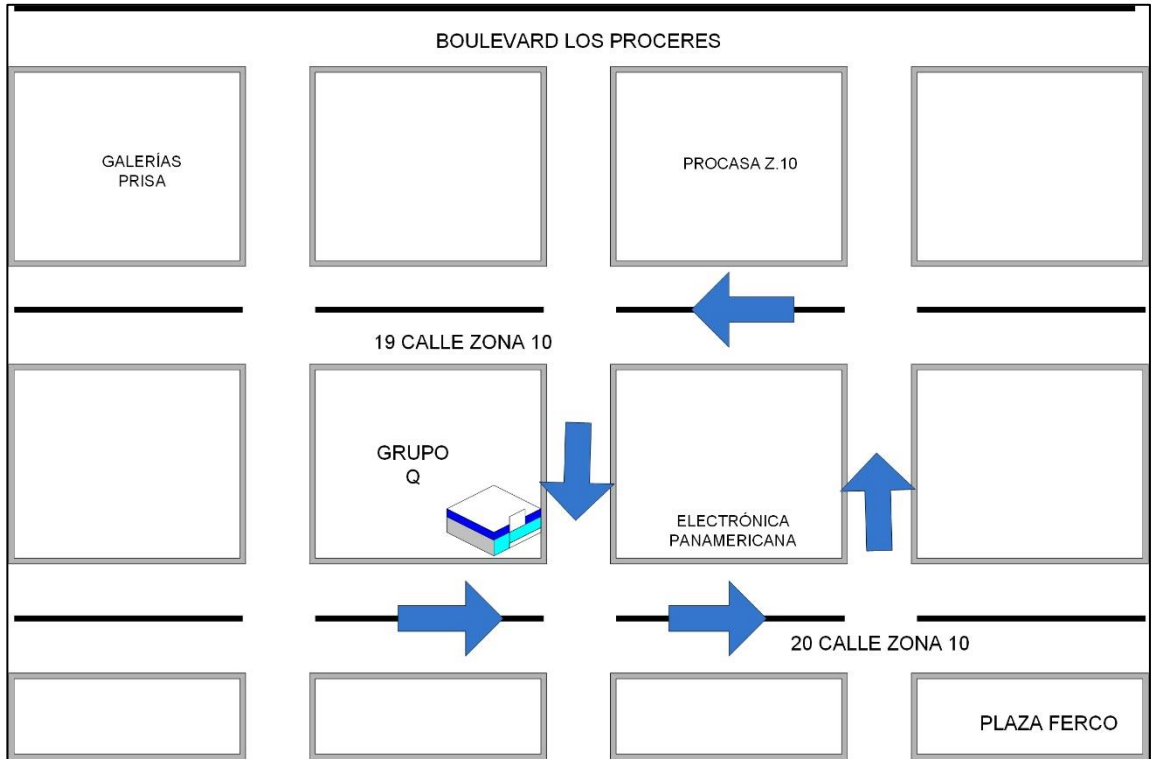 BOULEVARD LOS PROCERES
GALERÍAS
PRISA
PROCASA Z.10
19 CALLE ZONA 10
GRUPO
Q
ELECTRÓNICA
PANAMERICANA
20 CALLE ZONA 10
PLAZA FERCO